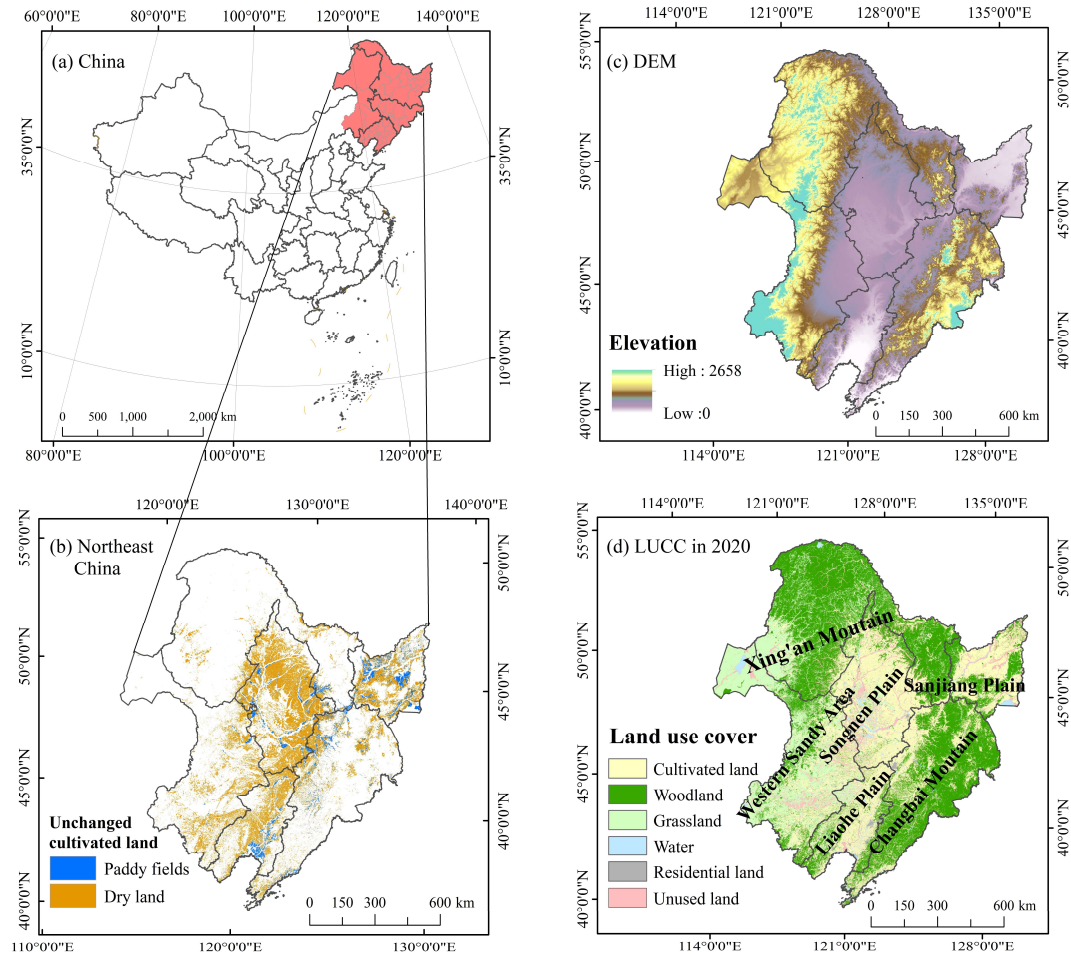 60°0'0"E 80°0'0"E 100°0'0"E 120°0'0"E 140°0'0"E
(a) China
35°0'0"N
10°0'0"N
35°0'0"N
10°0'0"N
0 500 1,000 2,000 km
80°0'0"E 100°0'0"E 120°0'0"E
114°0'0"E 121°0'0"E 128°0'0"E 135°0'0"E
(c) DEM
55°0'0"N
50°0'0"N
45°0'0"N
40°0'0"N
50°0'0"N
45°0'0"N
40°0'0"N
Elevation
High : 2658
Low :0
0 150 300 600 km
114°0'0"E 121°0'0"E 128°0'0"E
120°0'0"E 130°0'0"E 140°0'0"E
(b) Northeast
China
55°0'0"N
50°0'0"N
45°0'0"N
40°0'0"N
50°0'0"N
45°0'0"N
40°0'0"N
Unchanged
cultivated land
Paddy fields
Dry land
0 150 300 600 km
110°0'0"E 120°0'0"E 130°0'0"E
114°0'0"E 121°0'0"E 128°0'0"E 135°0'0"E
(d) LUCC in 2020
55°0'0"N
50°0'0"N
45°0'0"N
40°0'0"N
50°0'0"N
45°0'0"N
40°0'0"N
Xing'an Moutain
Sanjiang Plain
Western Sandy Area
Songnen Plain
Liaohe Plain
Changbai Moutain
Land use cover
Cultivated land
Woodland
Grassland
Water
Residential land
Unused land
0 150 300 600 km
114°0'0"E 121°0'0"E 128°0'0"E